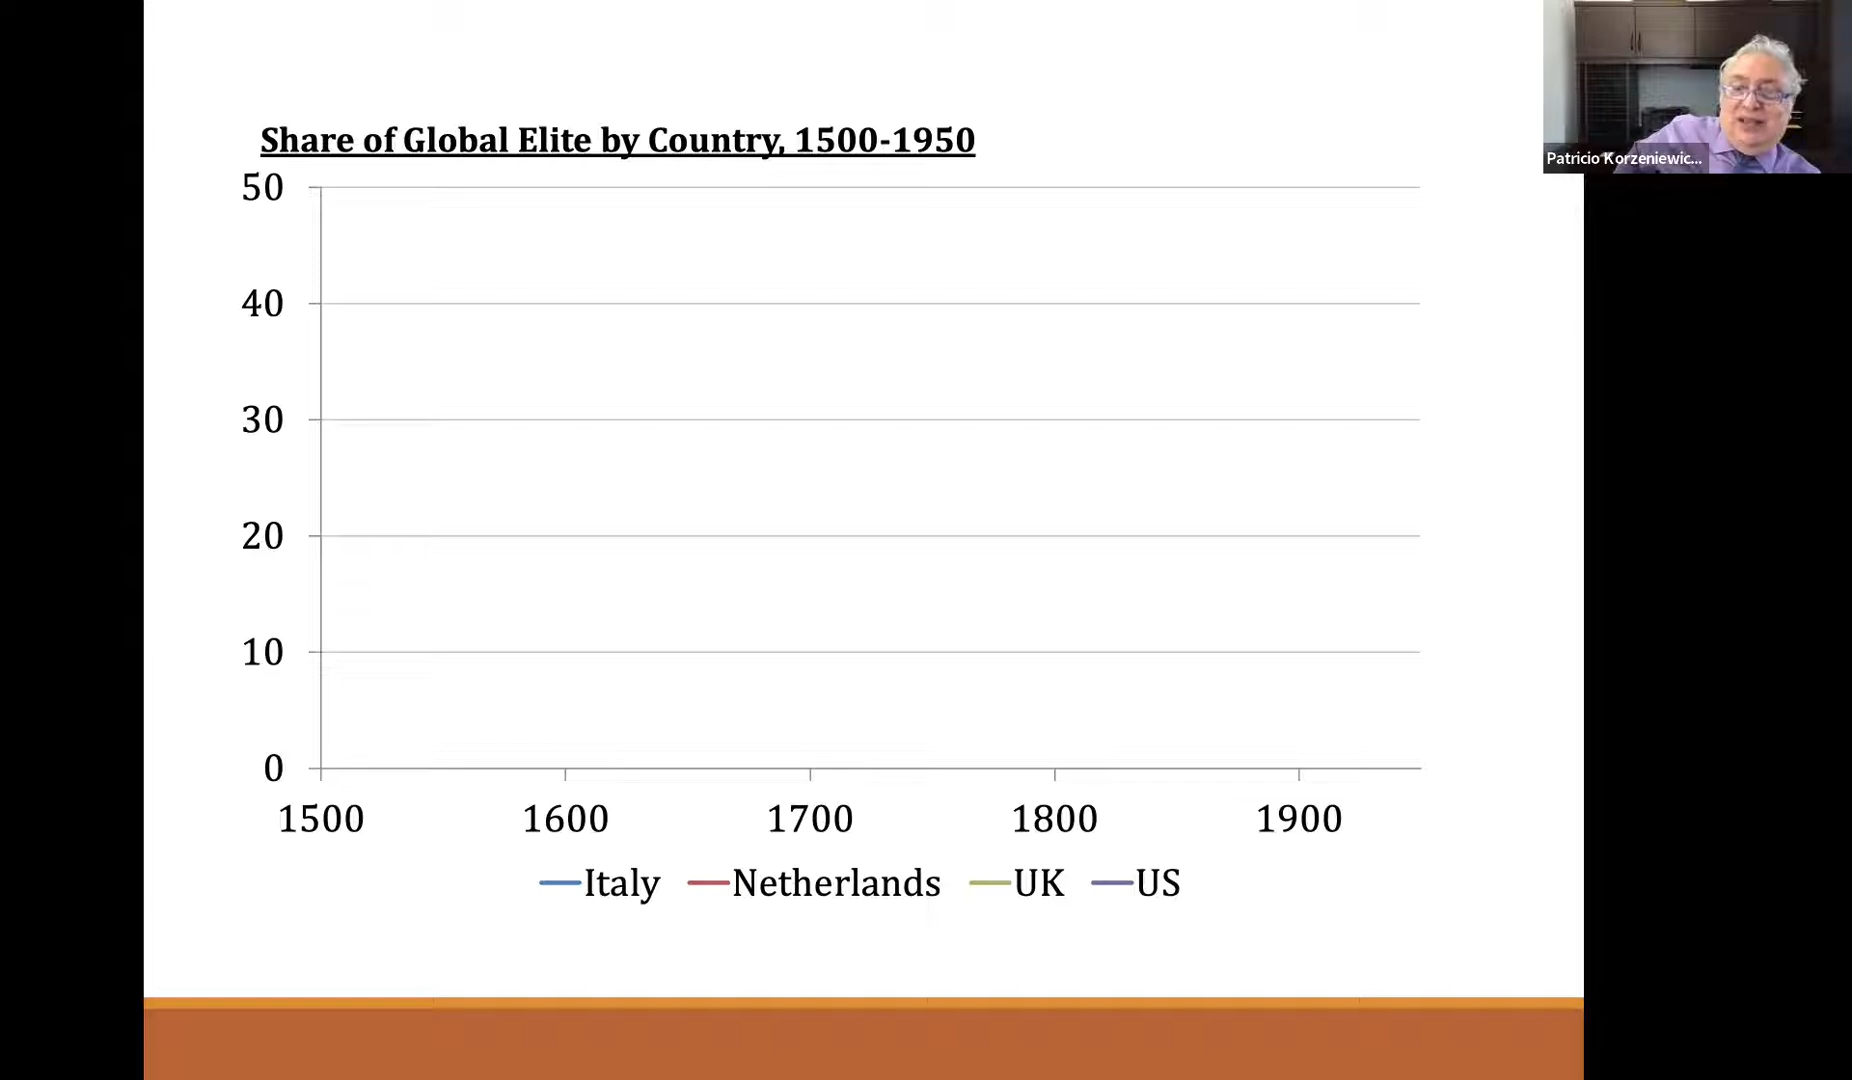 Share of Global Elite by Country, 1500-1950
Patricio Korzeniewic...
50
40
30
20
10
0
1500 1600 1700 1800 1900
Italy Netherlands UK US